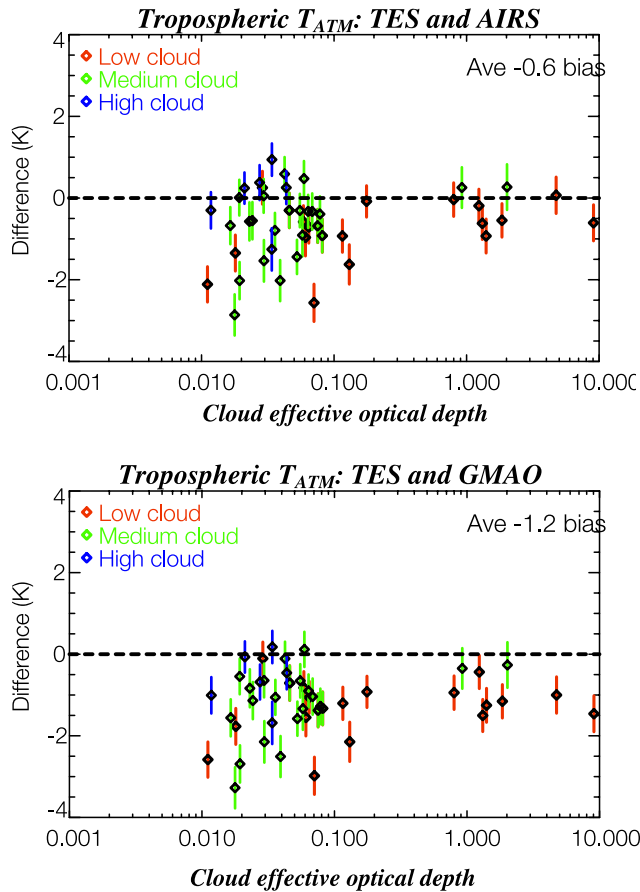 Tropospheric TATM: TES and AIRS
4
Ave -0.6 bias
Low cloud
Medium cloud
High cloud
2
0
-2
-4
Difference (K)
0.001 0.010 0.100 1.000 10.000
Cloud effective optical depth
Tropospheric TATM: TES and GMAO
4
Ave -1.2 bias
Low cloud
Medium cloud
High cloud
2
0
-2
-4
Difference (K)
0.001 0.010 0.100 1.000 10.000
Cloud effective optical depth